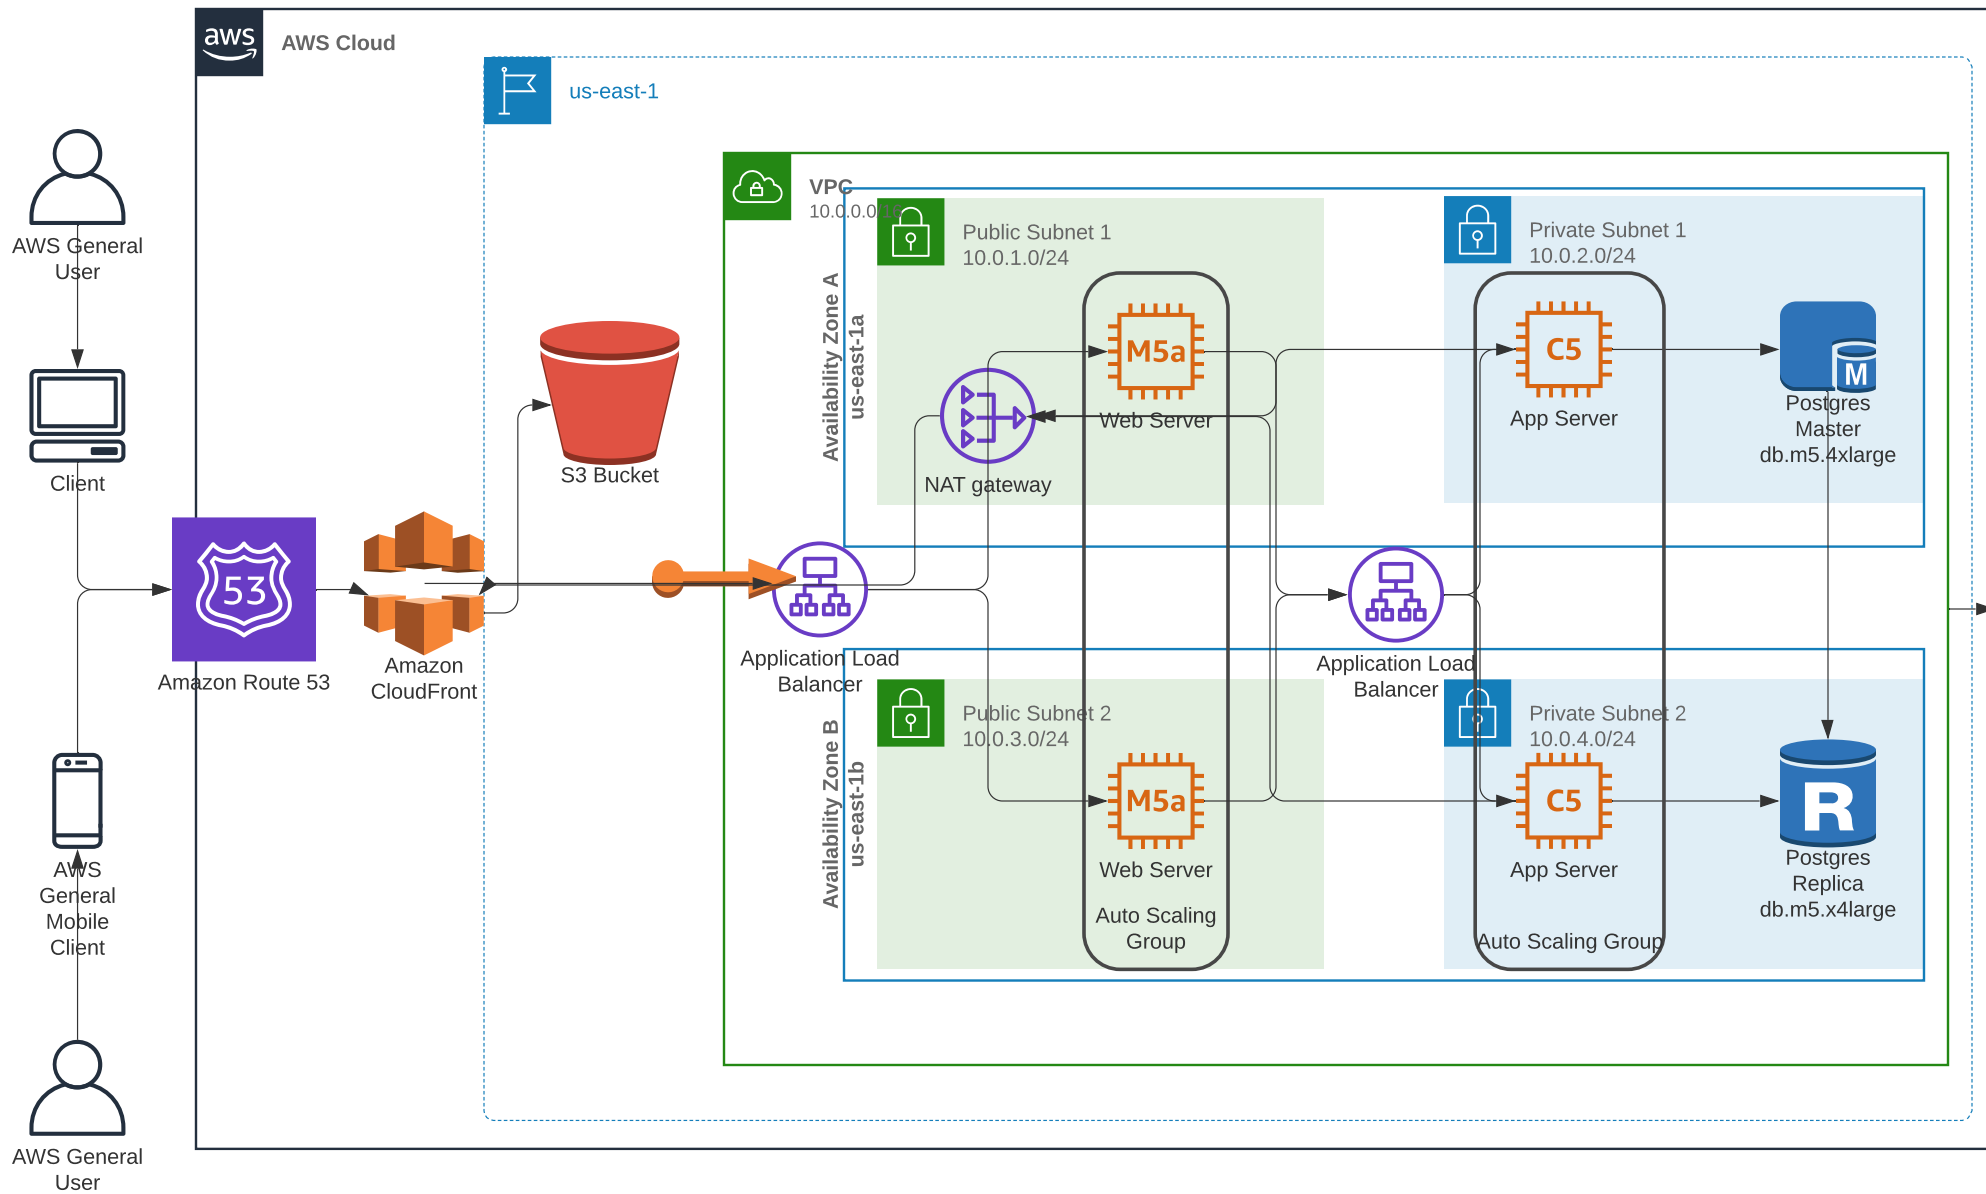 aws
AWS Cloud
us-east-1
VPC
10.0.0.0/16
AWS General
User
Client
Amazon Route 53
53
Amazon
CloudFront
S3 Bucket
AWS
General
Mobile
Client
AWS General
User
Availability Zone A
us-east-1a
Public Subnet 1
10.0.1.0/24
M5a
Web Server
NAT gateway
Private Subnet 1
10.0.2.0/24
C5
App Server
M
Postgres
Master
db.m5.4xlarge
Application Load
Balancer
Application Load
Balancer
Availability Zone B
us-east-1b
Public Subnet 2
10.0.3.0/24
M5a
Web Server
Auto Scaling
Group
Private Subnet 2
10.0.4.0/24
C5
App Server
Auto Scaling Group
R
Postgres
Replica
db.m5.x4large